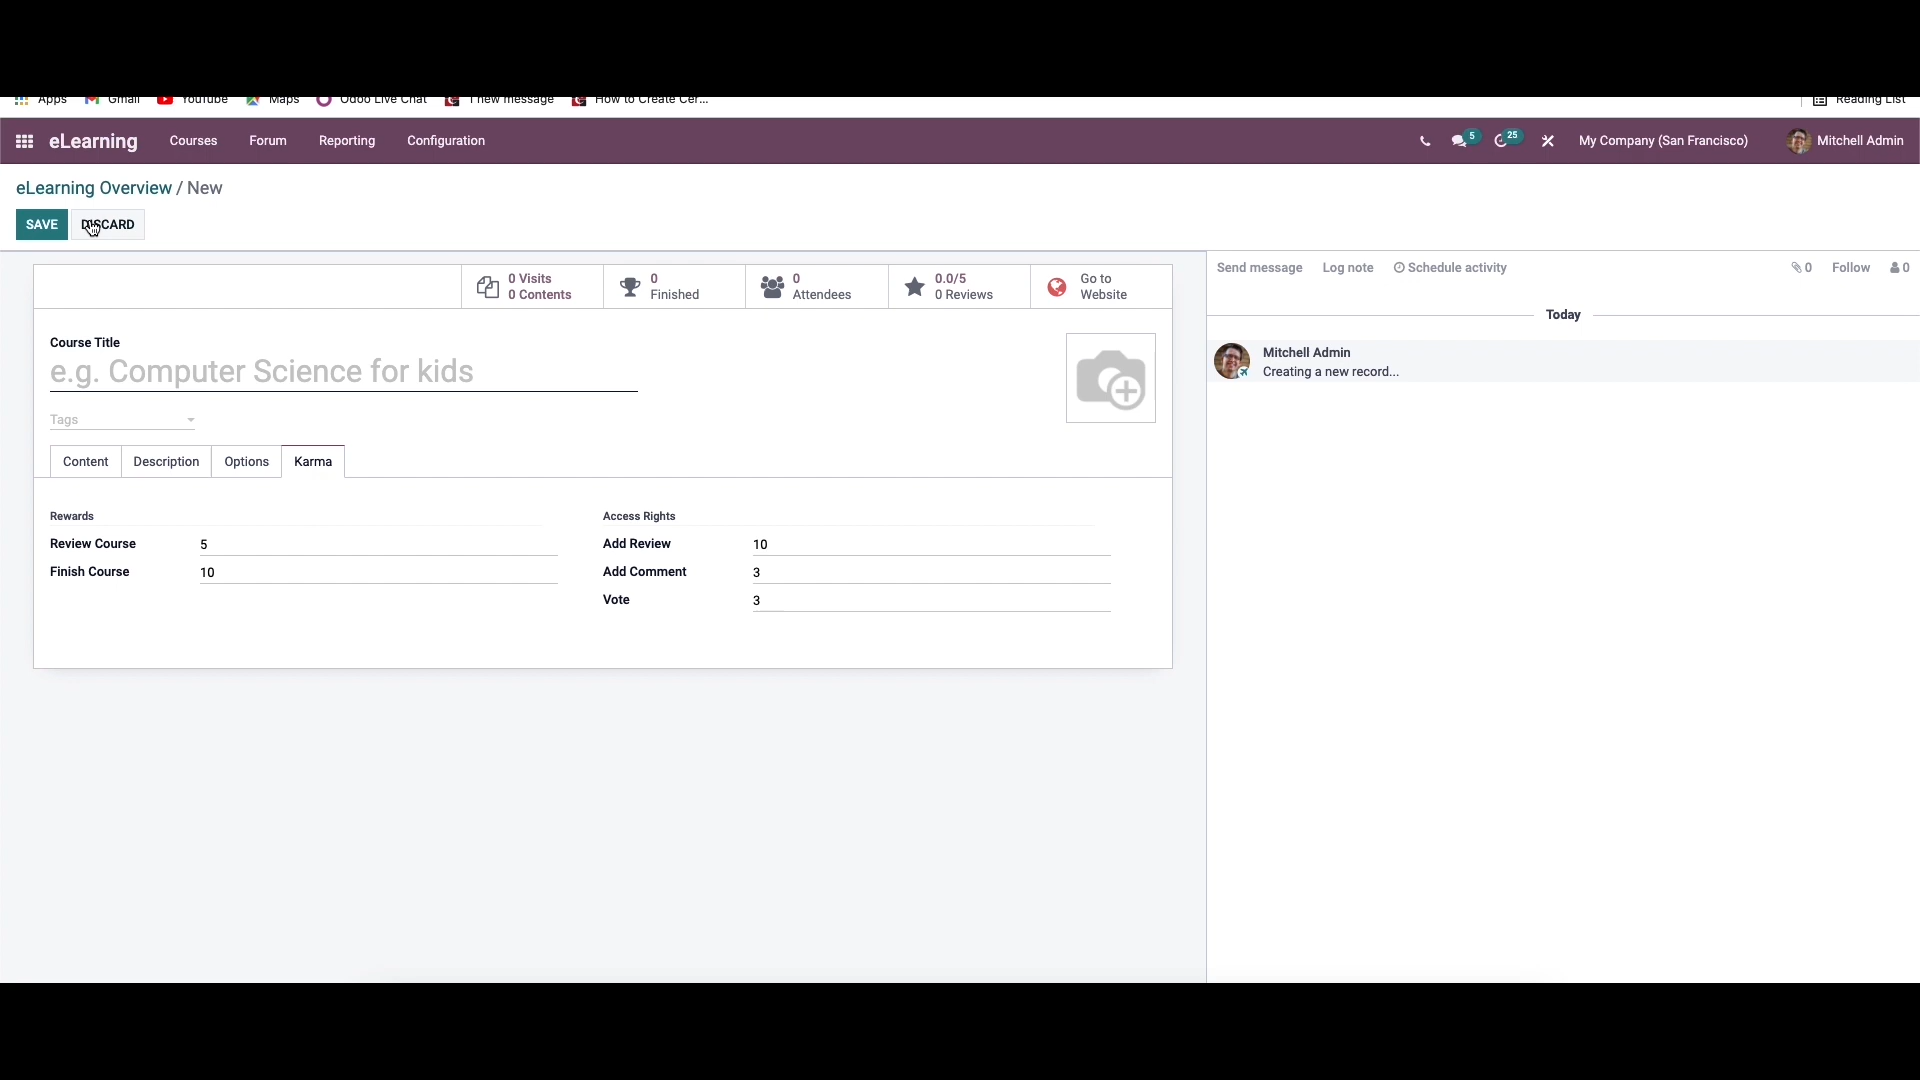 Apps Gmail YouTube Maps Odoo Live Chat 1 new message How to Create Cer... Reading List
eLearning Courses Forum Reporting Configuration 5 25 My Company (San Francisco) Mitchell Admin
eLearning Overview / New
SAVE DISCARD
0 Visits
0 Contents
0
Finished
0
Attendees
0.0/5
0 Reviews
Go to
Website
Send message Log note Schedule activity 0 Follow 0
Today
Mitchell Admin
Creating a new record...
Course Title
e.g. Computer Science for kids
Tags
Content Description Options Karma
Rewards
Review Course 5
Finish Course 10
Access Rights
Add Review 10
Add Comment 3
Vote 3